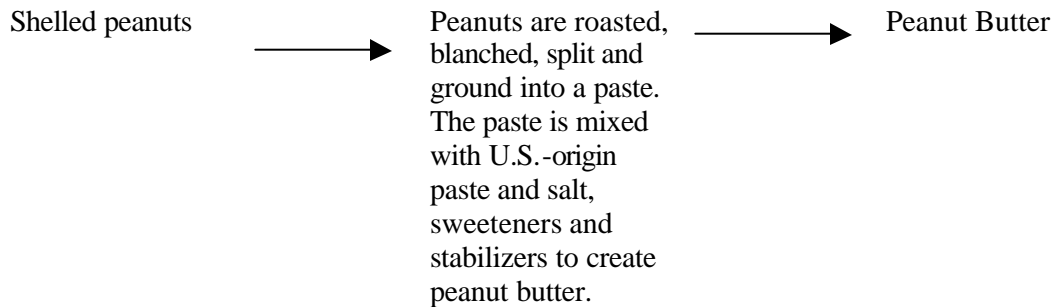 Shelled peanuts
Peanuts are roasted,
blanched, split and
ground into a paste.
The paste is mixed
with U.S.-origin
paste and salt,
sweeteners and
stabilizers to create
peanut butter.
Peanut Butter